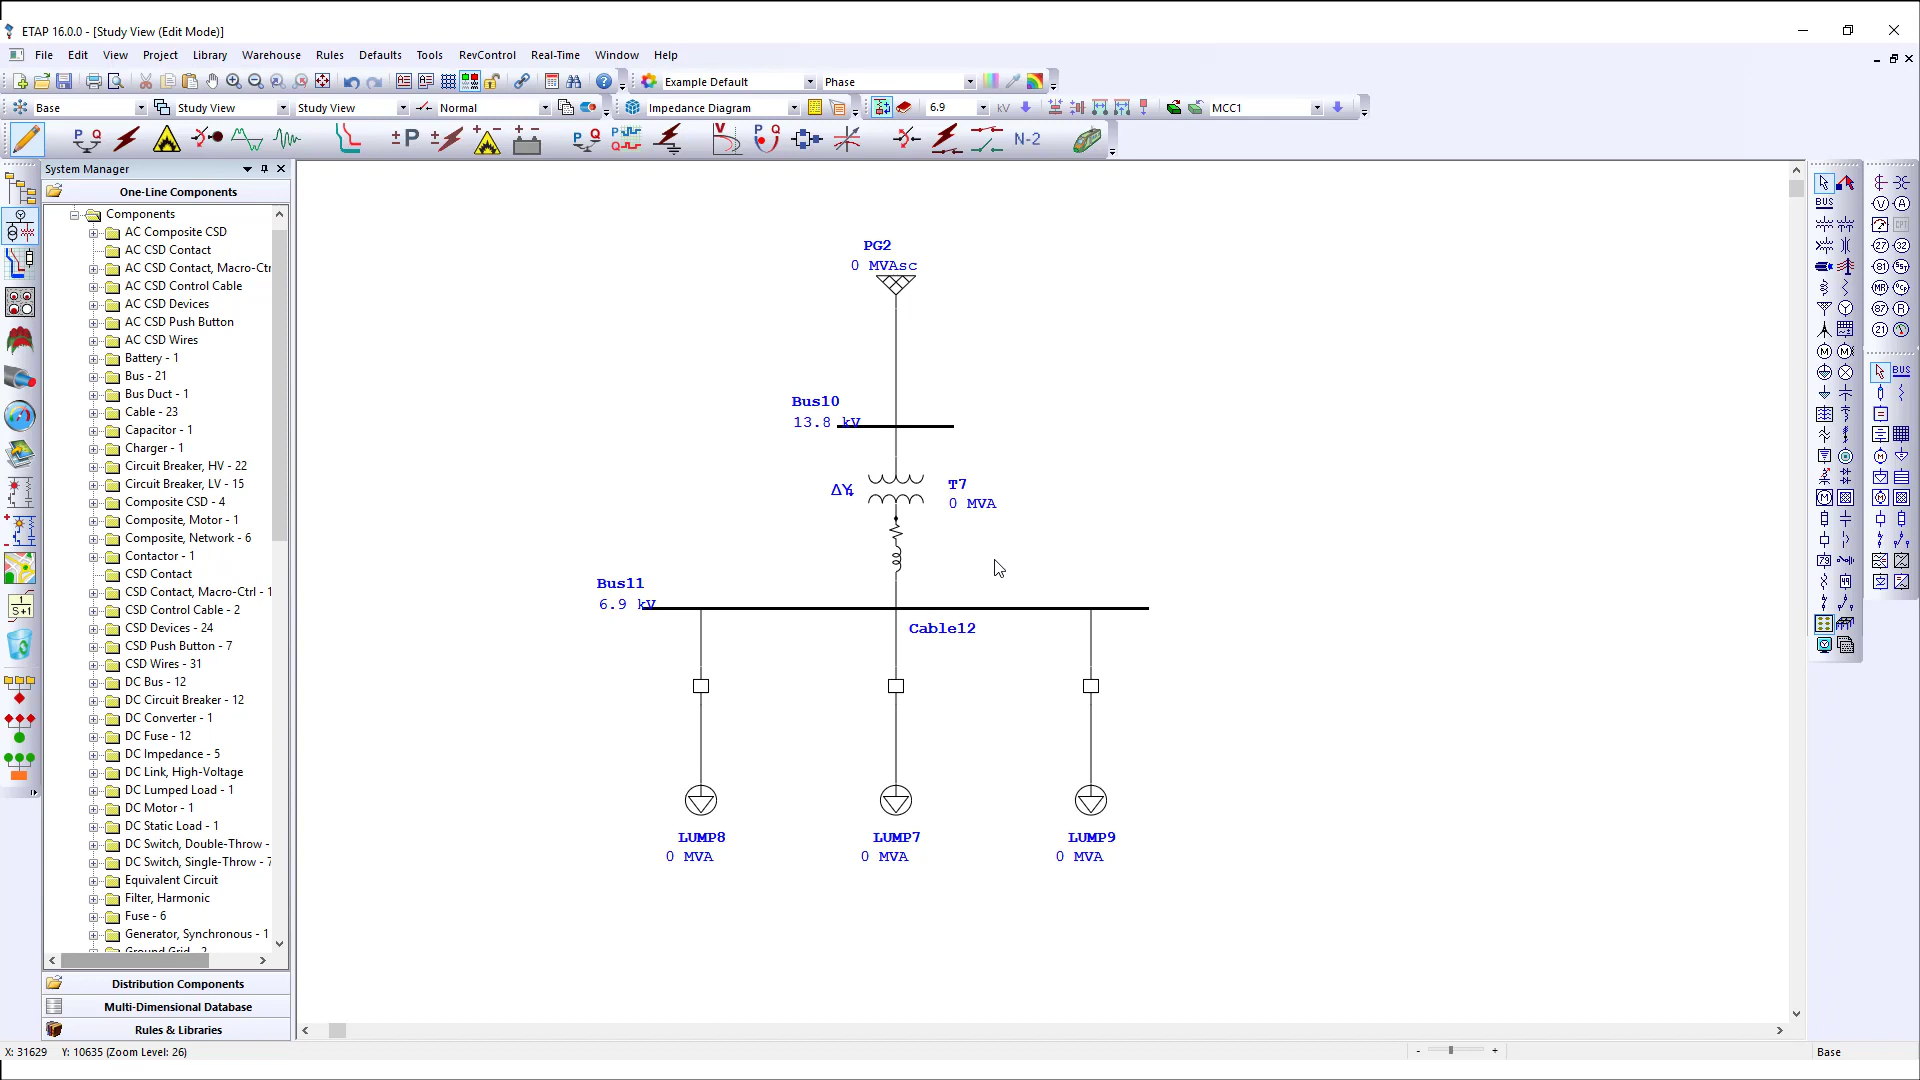 ETAP 16.0.0 - [Study View (Edit Mode)]
File Edit View Project Library Warehouse Rules Defaults Tools RevControl Real-Time Window Help
Example Default Phase
Base Study View Study View Normal Impedance Diagram 6.9 kV MCC1
P Q ±P P Q V P Q N-2
System Manager
One-Line Components
Components
AC Composite CSD
AC CSD Contact
AC CSD Contact, Macro-Ctr
AC CSD Control Cable
AC CSD Devices
AC CSD Push Button
AC CSD Wires
Battery - 1
Bus - 21
Bus Duct - 1
Cable - 23
Capacitor - 1
Charger - 1
Circuit Breaker, HV - 22
Circuit Breaker, LV - 15
Composite CSD - 4
Composite, Motor - 1
Composite, Network - 6
Contactor - 1
CSD Contact
CSD Contact, Macro-Ctrl - 1
CSD Control Cable - 2
CSD Devices - 24
CSD Push Button - 7
CSD Wires - 31
DC Bus - 12
DC Circuit Breaker - 12
DC Converter - 1
DC Fuse - 12
DC Impedance - 5
DC Link, High-Voltage
DC Lumped Load - 1
DC Motor - 1
DC Static Load - 1
DC Switch, Double-Throw -
DC Switch, Single-Throw - 7
Equivalent Circuit
Filter, Harmonic
Fuse - 6
Generator, Synchronous - 1
Ground Grid - 2
Distribution Components
Multi-Dimensional Database
Rules & Libraries
PG2
0 MVAsc
Bus10
13.8 kV
T7
0 MVA
Bus11
6.9 kV
Cable12
LUMP8
0 MVA
LUMP7
0 MVA
LUMP9
0 MVA
BUS
BUS
X: 31629 Y: 10635 (Zoom Level: 26)
Base